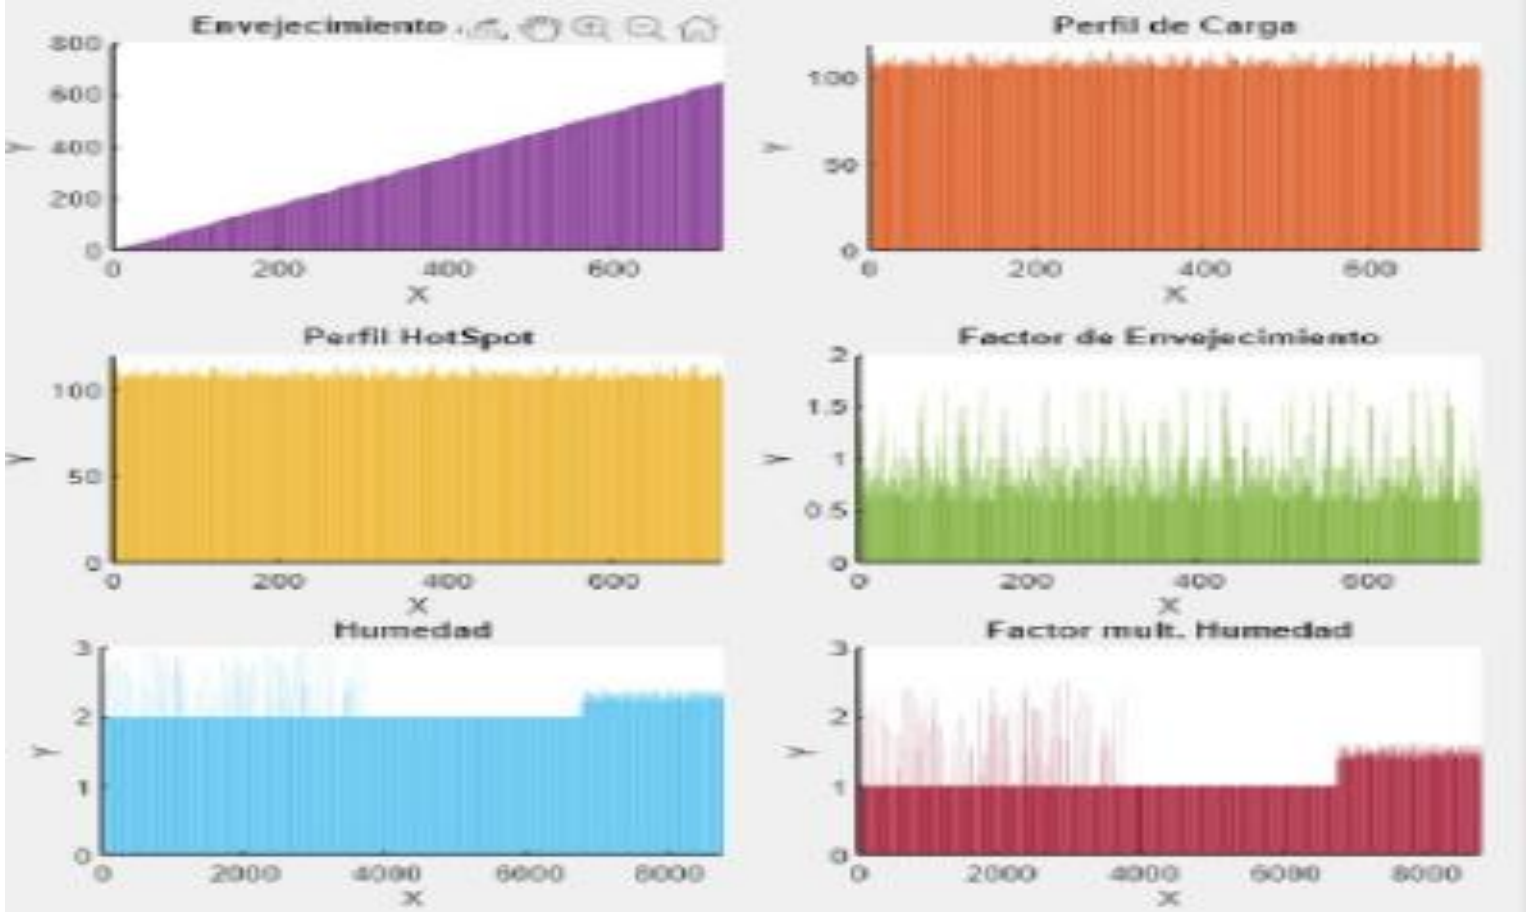 Envejecimiento
800
600
400
200
0
Y
0 200 400 600
X
Perfil de Carga
100
50
0
Y
0 200 400 600
X
Perfil HotSpot
100
50
0
Y
0 200 400 600
X
Factor de Envejecimiento
2
1.5
1
0.5
0
Y
0 200 400 600
X
Humedad
3
2
1
0
Y
0 2000 4000 6000 8000
X
Factor mult. Humedad
3
2
1
0
Y
0 2000 4000 6000 8000
X